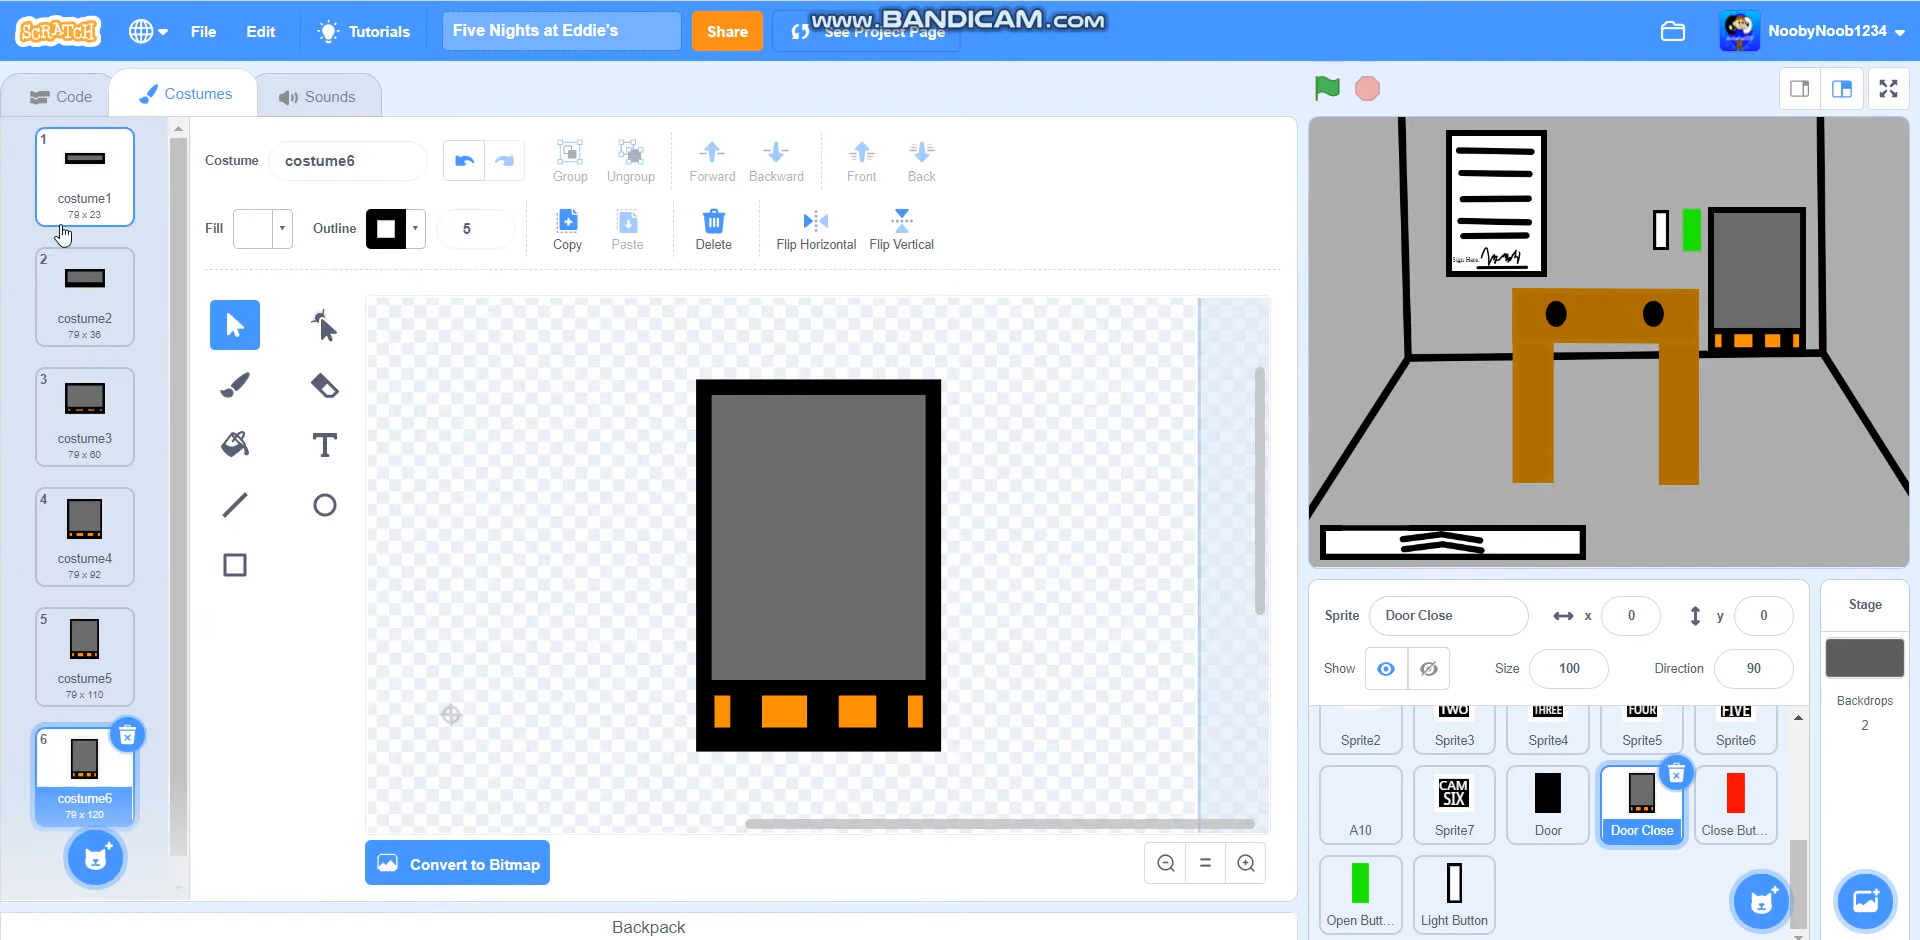 SCRATCH File Edit Tutorials Five Nights at Eddie's Share See Project Page NoobyNoob1234
www.BANDICAM.com
Code Costumes Sounds
1
costume1
79 x 23
2
costume2
79 x 36
3
costume3
79 x 60
4
costume4
79 x 92
5
costume5
79 x 110
6
costume6
79 x 120
Costume costume6 Group Ungroup Forward Backward Front Back
Fill Outline 5 Copy Paste Delete Flip Horizontal Flip Vertical
T
Convert to Bitmap
Backpack
Sign Here:
Sprite Door Close x 0 y 0
Show Size 100 Direction 90
TWO THREE FOUR FIVE
Sprite2 Sprite3 Sprite4 Sprite5 Sprite6
CAM
SIX
A10 Sprite7 Door Door Close Close But...
Open Butt... Light Button
Stage
Backdrops
2